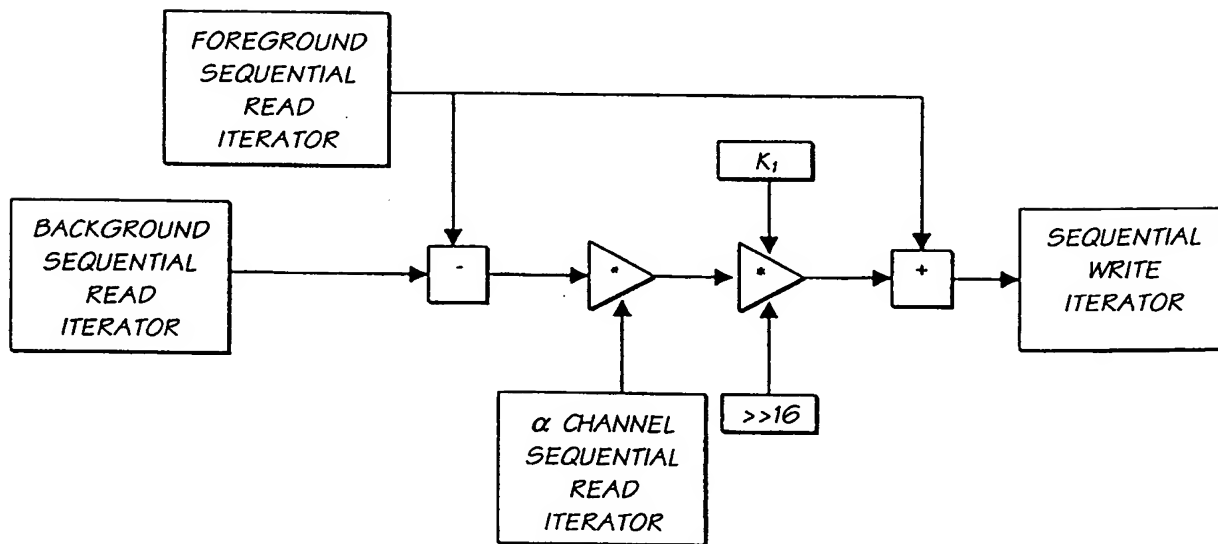 FOREGROUND
SEQUENTIAL
READ
ITERATOR
K₁
BACKGROUND
SEQUENTIAL
READ
ITERATOR
-
*
*
+
SEQUENTIAL
WRITE
ITERATOR
α CHANNEL
SEQUENTIAL
READ
ITERATOR
>>16